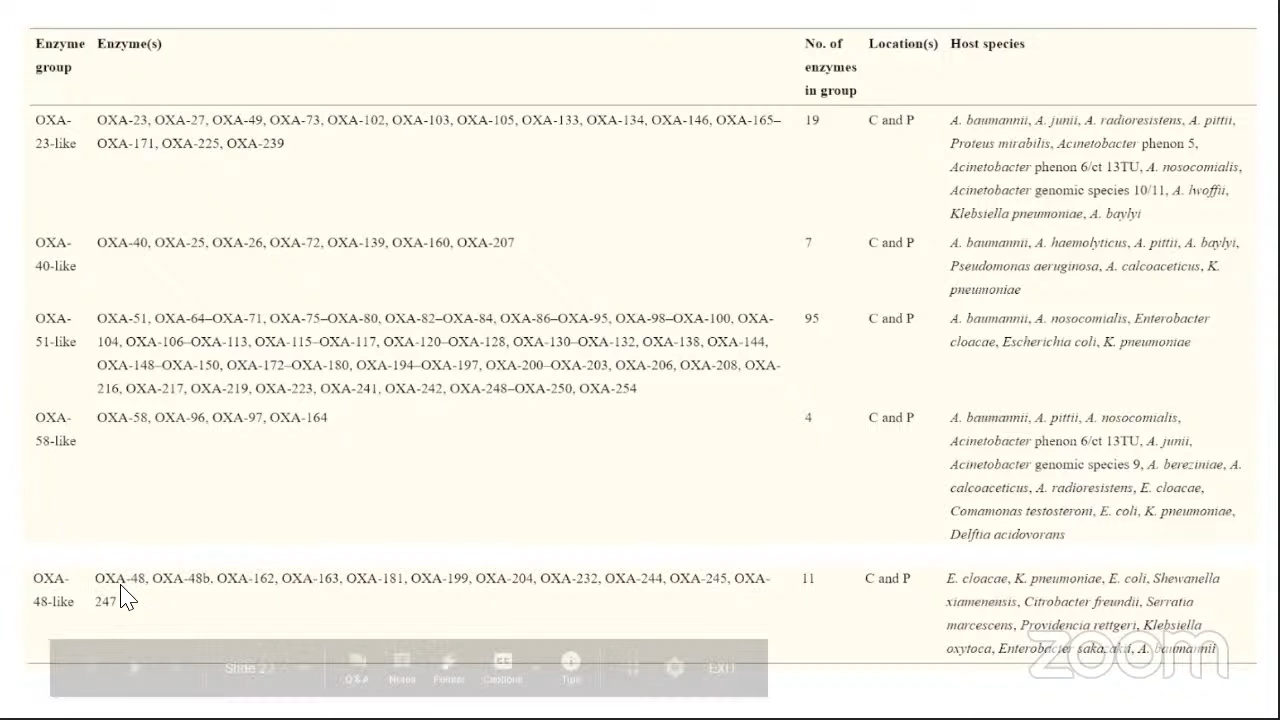 Enzyme group Enzyme(s) No. of enzymes in group Location(s) Host species
OXA-23-like OXA-23, OXA-27, OXA-49, OXA-73, OXA-102, OXA-103, OXA-105, OXA-133, OXA-134, OXA-146, OXA-165–
OXA-171, OXA-225, OXA-239
19
C and P
A. baumannii, A. junii, A. radioresistens, A. pittii,
Proteus mirabilis, Acinetobacter phenon 5,
Acinetobacter phenon 6/ct 13TU, A. nosocomialis,
Acinetobacter genomic species 10/11, A. lwoffii,
Klebsiella pneumoniae, A. baylyi
OXA-
40-like
OXA-40, OXA-25, OXA-26, OXA-72, OXA-139, OXA-160, OXA-207
7
C and P
A. baumannii, A. haemolyticus, A. pittii, A. baylyi,
Pseudomonas aeruginosa, A. calcoaceticus, K.
pneumoniae
OXA-
51-like
OXA-51, OXA-64–OXA-71, OXA-75–OXA-80, OXA-82–OXA-84, OXA-86–OXA-95, OXA-98–OXA-100, OXA-
104, OXA-106–OXA-113, OXA-115–OXA-117, OXA-120–OXA-128, OXA-130–OXA-132, OXA-138, OXA-144,
OXA-148–OXA-150, OXA-172–OXA-180, OXA-194–OXA-197, OXA-200–OXA-203, OXA-206, OXA-208, OXA-
216, OXA-217, OXA-219, OXA-223, OXA-241, OXA-242, OXA-248–OXA-250, OXA-254
95
C and P
A. baumannii, A. nosocomialis, Enterobacter
cloacae, Escherichia coli, K. pneumoniae
OXA-
58-like
OXA-58, OXA-96, OXA-97, OXA-164
4
C and P
A. baumannii, A. pittii, A. nosocomialis,
Acinetobacter phenon 6/ct 13TU, A. junii,
Acinetobacter genomic species 9, A. bereziniae, A.
calcoaceticus, A. radioresistens, E. cloacae,
Comamonas testosteroni, E. coli, K. pneumoniae,
Delftia acidovorans
OXA-
48-like
OXA-48, OXA-48b, OXA-162, OXA-163, OXA-181, OXA-199, OXA-204, OXA-232, OXA-244, OXA-245, OXA-
247
11
C and P
E. cloacae, K. pneumoniae, E. coli, Shewanella
xiamenensis, Citrobacter freundii, Serratia
marcescens, Providencia rettgeri, Klebsiella
oxytoca, Enterobacter sakazakii, A. baumannii
Slide
Q&A Notes Pointer Captions Tips EXIT
zoom